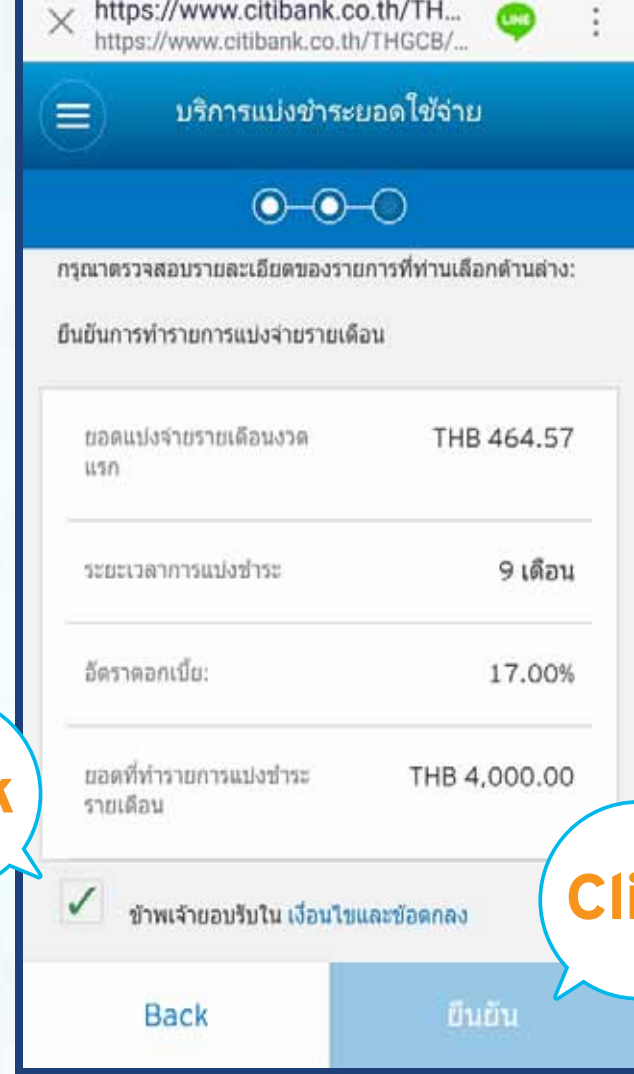 https://www.citibank.co.th/TH...
LINE
https://www.citibank.co.th/THGCB/...
บริการแบ่งชำระยอดใช้จ่าย
กรุณาตรวจสอบรายละเอียดของรายการที่ท่านเลือกด้านล่าง:
ยืนยันการทำรายการแบ่งจ่ายรายเดือน
ยอดแบ่งจ่ายรายเดือนงวด
แรก
THB 464.57
ระยะเวลาการแบ่งชำระ
9 เดือน
อัตราดอกเบี้ย:
17.00%
ยอดที่ทำรายการแบ่งชำระ
รายเดือน
THB 4,000.00
k
ข้าพเจ้ายอบรับใน เงื่อนไขและข้อตกลง
Cli
Back
ยืนยัน